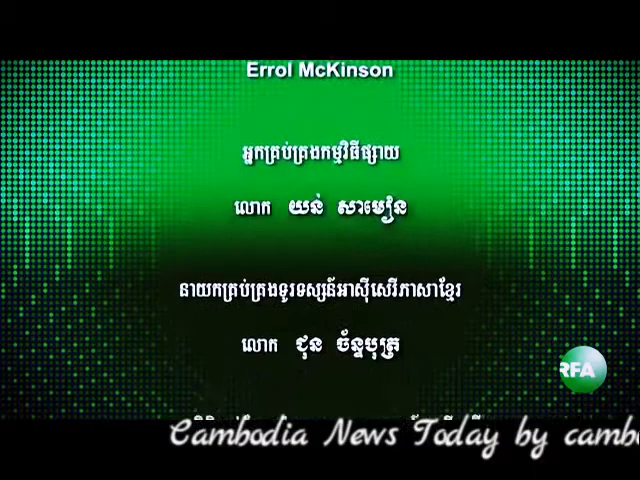 Errol McKinson
អ្នកគ្រប់គ្រងកម្មវិធីផ្សាយ
លោក យន់ សាមៀន
នាយកគ្រប់គ្រងទូរទស្សន៍អាស៊ីសេរីភាសាខ្មែរ
លោក ជុន ច័ន្ទបុត្រ
RFA
Cambodia News Today by camb